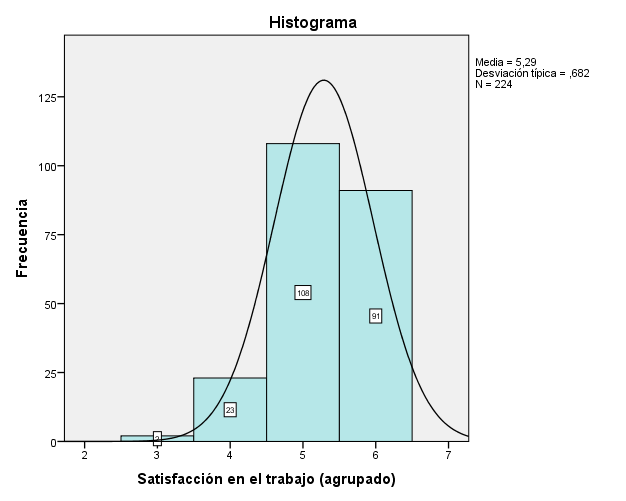 Histograma
Media = 5,29
Desviación típica = ,682
N = 224
Frecuencia
125
100
75
50
25
0
108
91
23
2
2 3 4 5 6 7
Satisfacción en el trabajo (agrupado)